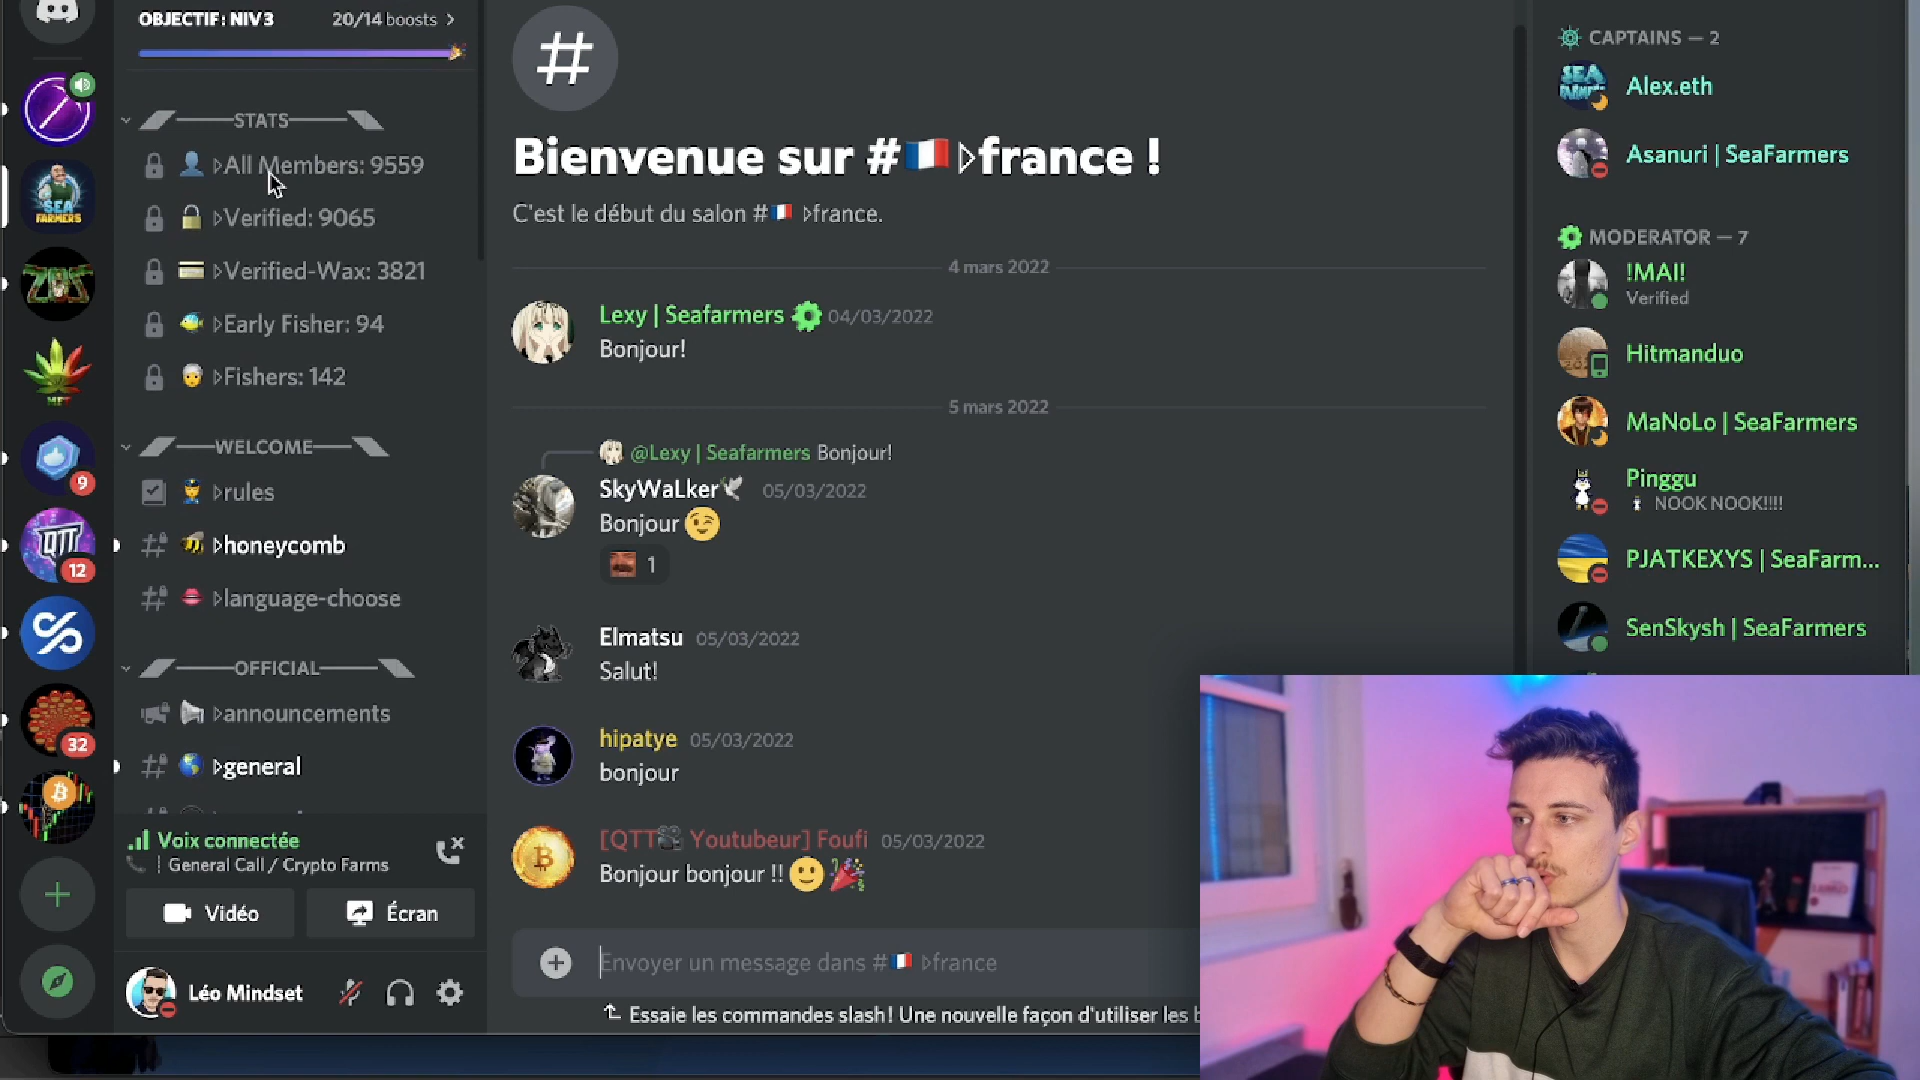 OBJECTIF: NIV 3
20/14 boosts
STATS
All Members: 9559
Verified: 9065
Verified-Wax: 3821
Early Fisher: 94
Fishers: 142
WELCOME
rules
honeycomb
language-choose
OFFICIAL
announcements
general
Voix connectée
General Call / Crypto Farms
Vidéo
Écran
Léo Mindset
SEA
FARMERS
9
QTT
12
32
Bienvenue sur #france !
C'est le début du salon #france.
4 mars 2022
Lexy | Seafarmers 04/03/2022
Bonjour!
5 mars 2022
@Lexy | Seafarmers Bonjour!
SkyWaLker 05/03/2022
Bonjour
1
Elmatsu 05/03/2022
Salut!
hipatye 05/03/2022
bonjour
[QTT Youtubeur] Foufi 05/03/2022
Bonjour bonjour !!
Envoyer un message dans #france
Essaie les commandes slash! Une nouvelle façon d'utiliser les b
CAPTAINS — 2
Alex.eth
Asanuri | SeaFarmers
MODERATOR — 7
!MAI!
Verified
Hitmanduo
MaNoLo | SeaFarmers
Pinggu
NOOK NOOK!!!!
PJATKEXYS | SeaFarm...
SenSkysh | SeaFarmers